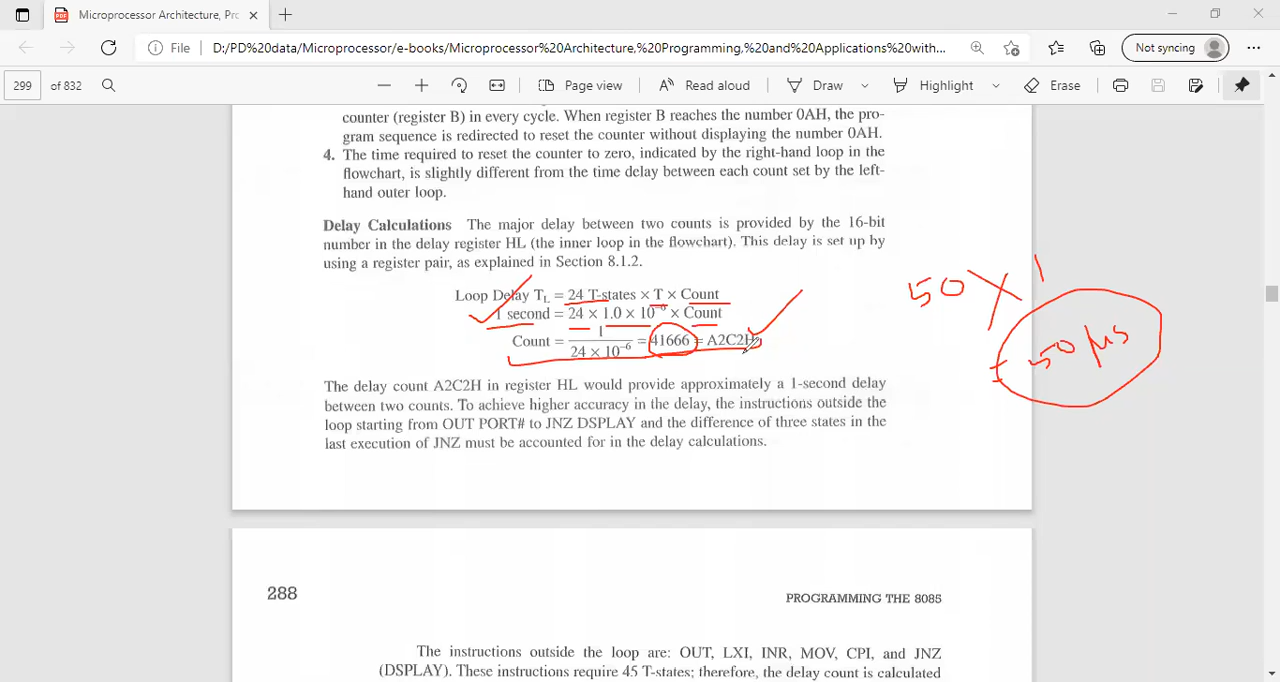 Microprocessor Architecture, Pr
File D:/PD%20data/Microprocessor/e-books/Microprocessor%20Architecture,%20Programming,%20and%20Applications%20with... Not syncing
299 of 832 Page view Read aloud Draw Highlight Erase
counter (register B) in every cycle. When register B reaches the number 0AH, the pro-
gram sequence is redirected to reset the counter without displaying the number 0AH.
4. The time required to reset the counter to zero, indicated by the right-hand loop in the
flowchart, is slightly different from the time delay between each count set by the left-
hand outer loop.
Delay Calculations The major delay between two counts is provided by the 16-bit
number in the delay register HL (the inner loop in the flowchart). This delay is set up by
using a register pair, as explained in Section 8.1.2.
Loop Delay TL = 24 T-states × T × Count
1 second = 24 × 1.0 × 10−6 × Count
Count = 1 / 24 × 10−6 = 41666 = A2C2H
50 X 1
= 50 μs
The delay count A2C2H in register HL would provide approximately a 1-second delay
between two counts. To achieve higher accuracy in the delay, the instructions outside the
loop starting from OUT PORT# to JNZ DSPLAY and the difference of three states in the
last execution of JNZ must be accounted for in the delay calculations.
288 PROGRAMMING THE 8085
The instructions outside the loop are: OUT, LXI, INR, MOV, CPI, and JNZ
(DSPLAY). These instructions require 45 T-states; therefore, the delay count is calculated